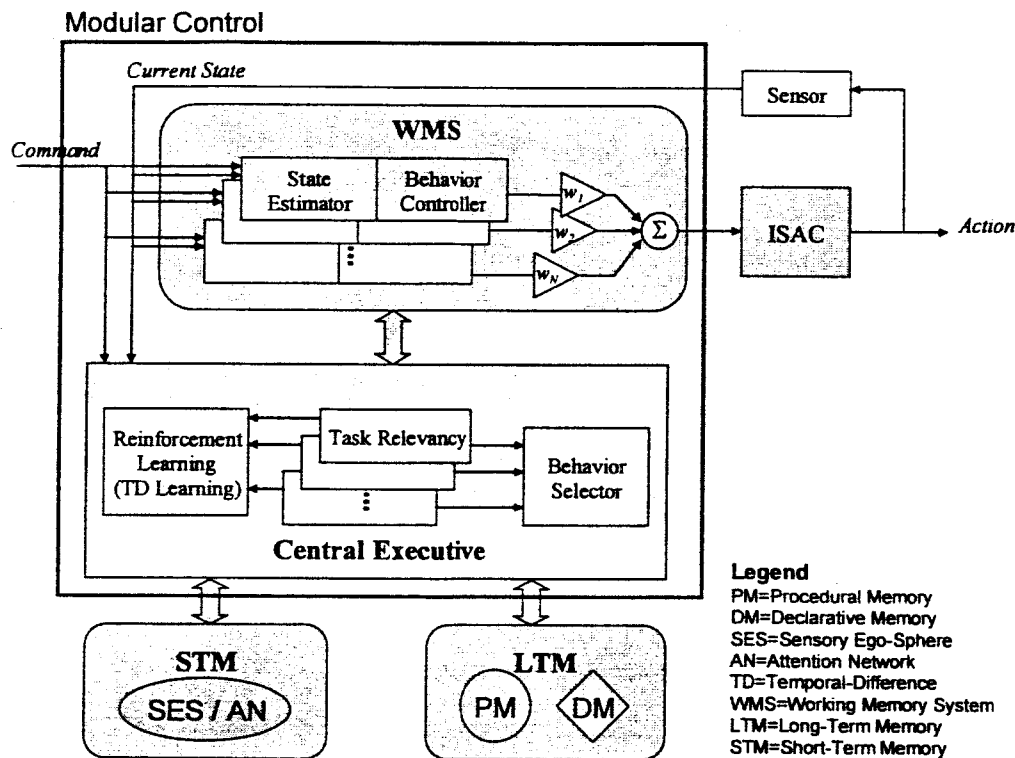 Modular Control
Current State
Sensor
WMS
Command
State
Estimator
Behavior
Controller
w1
w2
wN
Σ
ISAC
Action
Reinforcement
Learning
(TD Learning)
Task Relevancy
Behavior
Selector
Central Executive
STM
SES / AN
LTM
PM
DM
Legend
PM=Procedural Memory
DM=Declarative Memory
SES=Sensory Ego-Sphere
AN=Attention Network
TD=Temporal-Difference
WMS=Working Memory System
LTM=Long-Term Memory
STM=Short-Term Memory